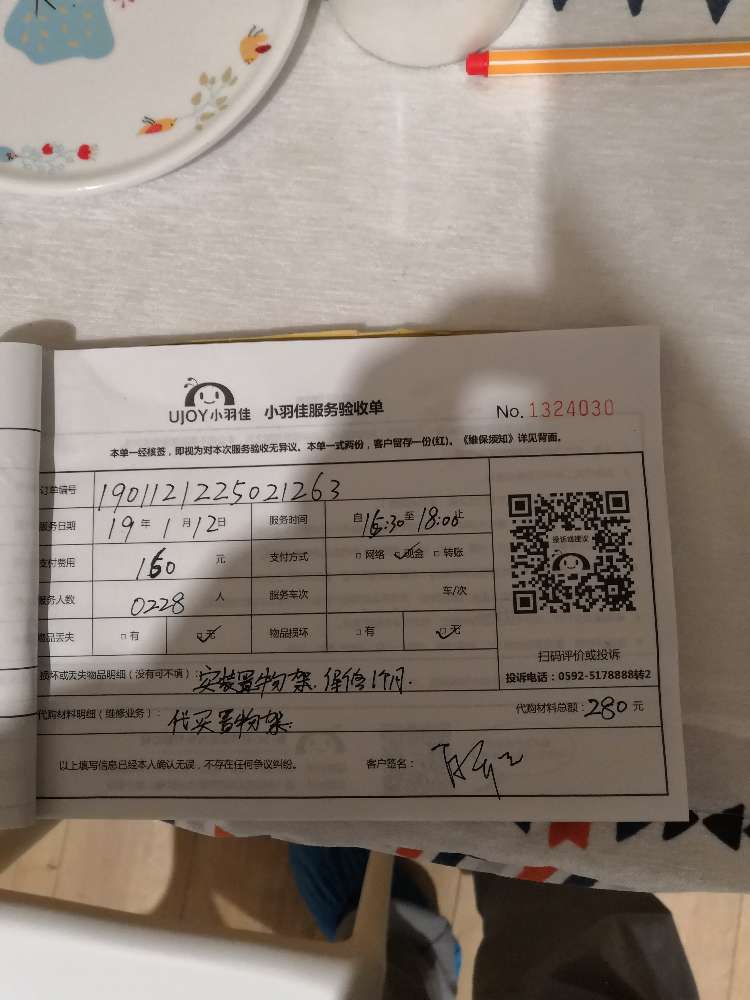 UJOY小羽佳 小羽佳服务验收单 No. 1324030
本单一经核签，即视为对本次服务验收无异议。本单一式两份，客户留存一份(红)。《维保须知》详见背面。
订单编号 1901121225021263
服务日期 19 年 1 月 12 日 服务时间 自 16:30 至 18:00 止
支付费用 160 元 支付方式 □ 网络 ☑ 现金 □ 转账
服务人数 0228 人 服务车次 车/次
物品丢失 □ 有 ☑ 无 物品损坏 □ 有 ☑ 无
投诉或建议
扫码评价或投诉
投诉电话：0592-5178888转2
损坏或丢失物品明细（没有可不填）：安装置物架. 保修1个月.
代购材料明细（维修业务）：代买置物架. 代购材料总额：280 元
以上填写信息已经本人确认无误，不存在任何争议纠纷。 客户签名：